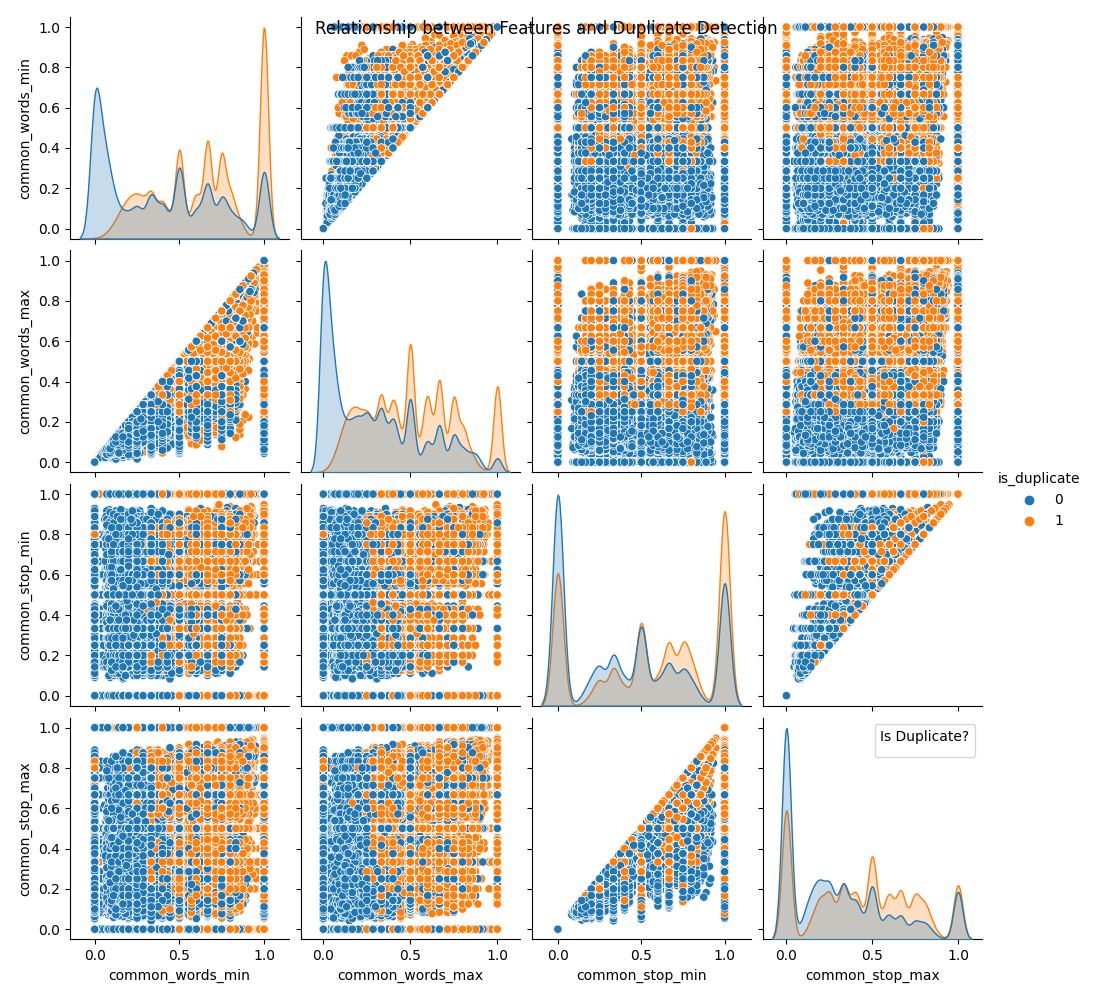 Relationship between Features and Duplicate Detection
common_words_min
1.0
0.8
0.6
0.4
0.2
0.0
common_words_max
1.0
0.8
0.6
0.4
0.2
0.0
is_duplicate
0
1
common_stop_min
1.0
0.8
0.6
0.4
0.2
0.0
Is Duplicate?
common_stop_max
1.0
0.8
0.6
0.4
0.2
0.0
0.0 0.5 1.0 0.0 0.5 1.0 0.0 0.5 1.0 0.0 0.5 1.0
common_words_min common_words_max common_stop_min common_stop_max